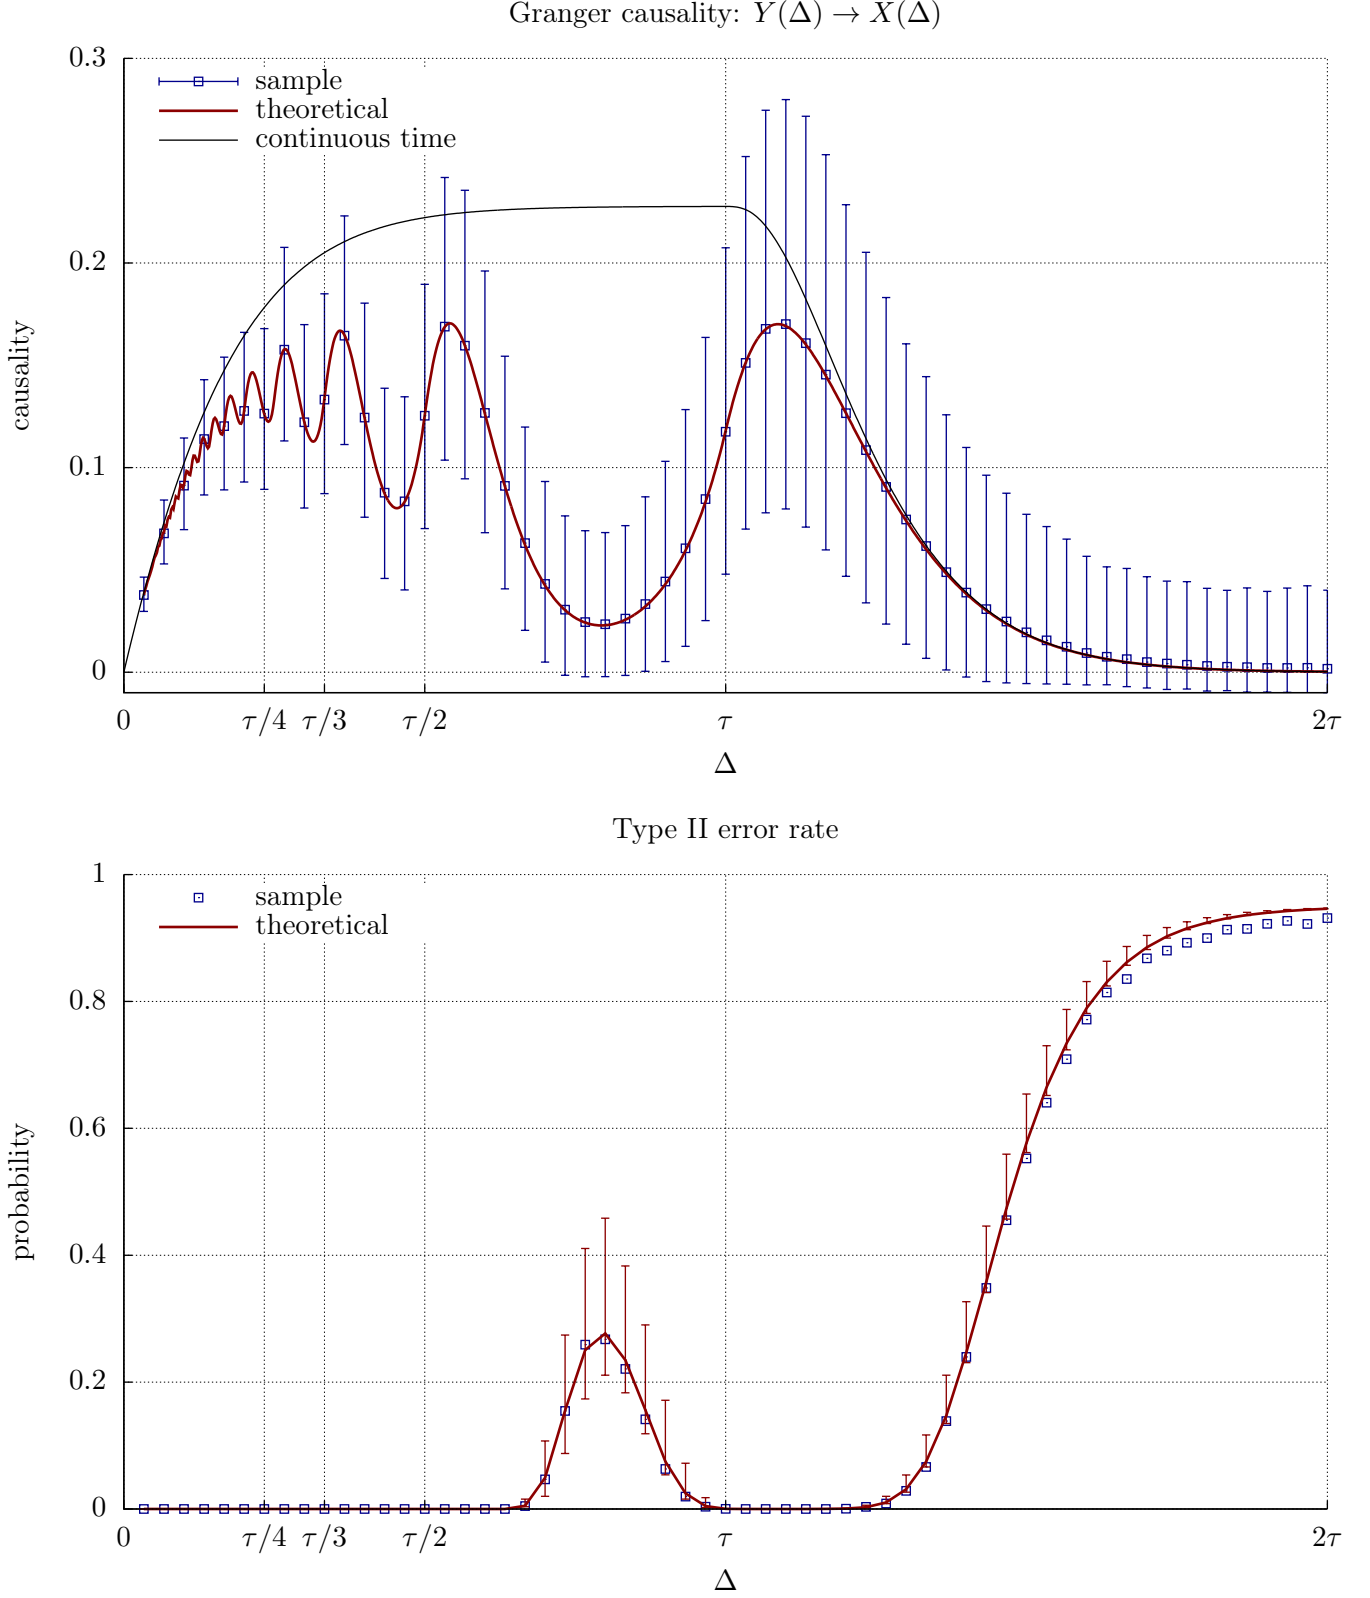 Granger causality: Y(Δ) → X(Δ)
0.3
sample
theoretical
continuous time
0.2
causality
0.1
0
0 τ/4 τ/3 τ/2 τ 2τ
Δ
Type II error rate
1
sample
theoretical
0.8
0.6
probability
0.4
0.2
0
0 τ/4 τ/3 τ/2 τ 2τ
Δ